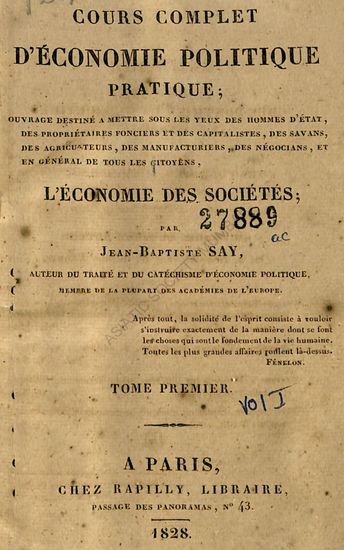 COURS COMPLET
D'ÉCONOMIE POLITIQUE
PRATIQUE;
OUVRAGE DESTINÉ A METTRE SOUS LES YEUX DES HOMMES D'ÉTAT,
DES PROPRIÉTAIRES FONCIERS ET DES CAPITALISTES, DES SAVANS,
DES AGRICULTEURS, DES MANUFACTURIERS, DES NÉGOCIANS, ET
EN GÉNÉRAL DE TOUS LES CITOYENS,
L'ÉCONOMIE DES SOCIÉTÉS;
PAR
27889
ac
JEAN-BAPTISTE SAY,
AUTEUR DU TRAITÉ ET DU CATÉCHISME D'ÉCONOMIE POLITIQUE,
MEMBRE DE LA PLUPART DES ACADÉMIES DE L'EUROPE.
Après tout, la solidité de l'esprit consiste à vouloir
s'instruire exactement de la manière dont se font
les choses qui sont le fondement de la vie humaine.
Toutes les plus grandes affaires roulent là-dessus.
FÉNELON.
TOME PREMIER.
Vol I
A PARIS,
CHEZ RAPILLY, LIBRAIRE,
PASSAGE DES PANORAMAS, N° 43.
1828.